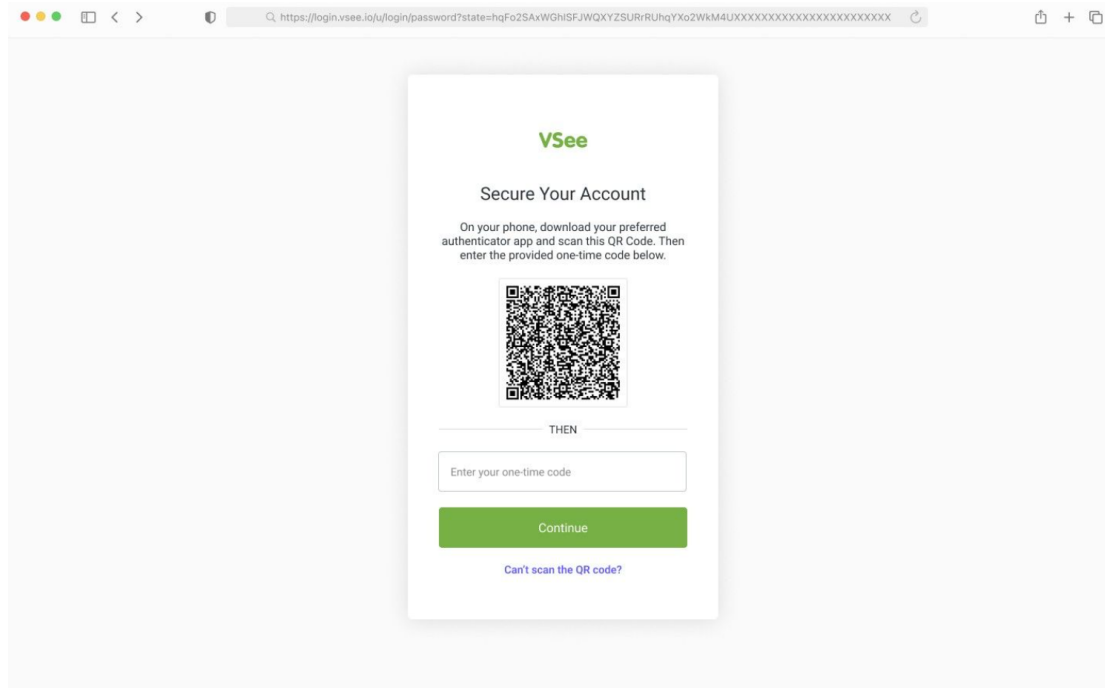 https://login.vsee.io/u/login/password?state=hqFo2SAxWGhlSFJWQXYZSURrRUhqYXo2WkM4UXXXXXXXXXXXXXXXXXXXXXXXX
VSee
Secure Your Account
On your phone, download your preferred
authenticator app and scan this QR Code. Then
enter the provided one-time code below.
THEN
Enter your one-time code
Continue
Can't scan the QR code?